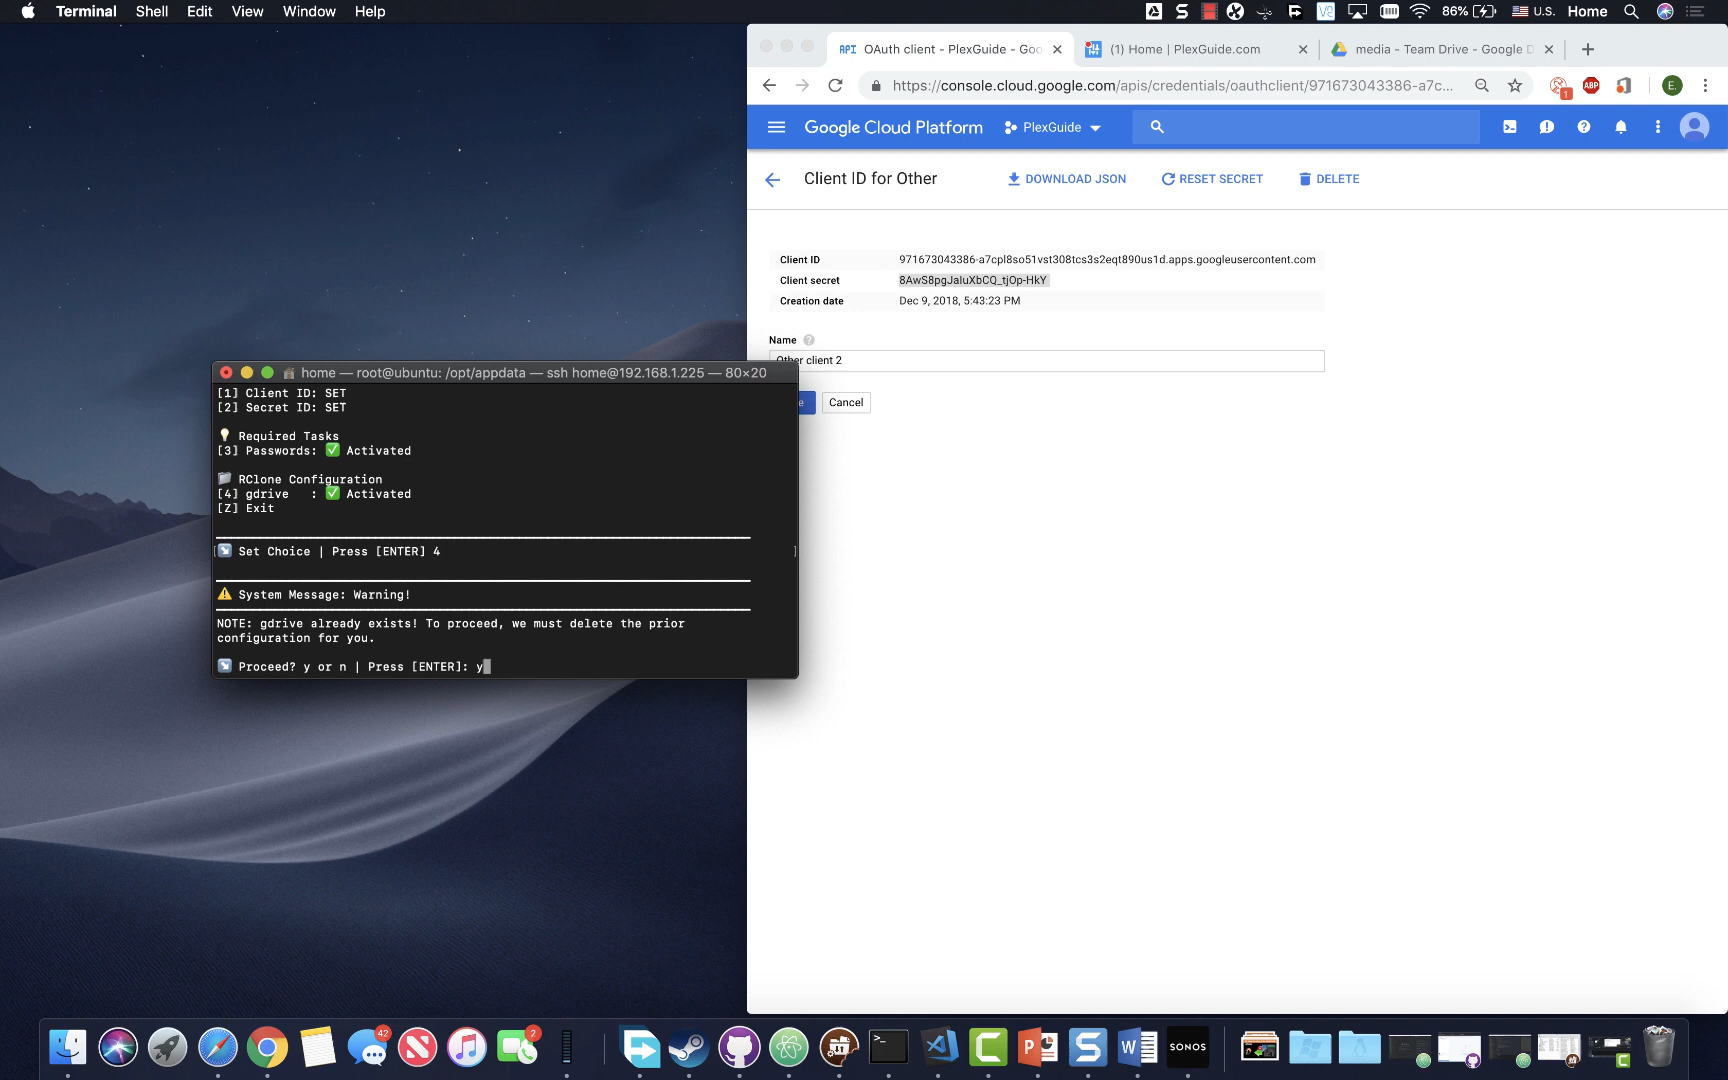 Terminal Shell Edit View Window Help 86% U.S. Home
API OAuth client - PlexGuide - Goo (1) Home | PlexGuide.com media - Team Drive - Google D
https://console.cloud.google.com/apis/credentials/oauthclient/971673043386-a7c... 1 ABP E.
Google Cloud Platform PlexGuide
Client ID for Other DOWNLOAD JSON RESET SECRET DELETE
Client ID 971673043386-a7cpl8so51vst308tcs3s2eqt890us1d.apps.googleusercontent.com
Client secret 8AwS8pgJaluXbCQ_tjOp-HkY
Creation date Dec 9, 2018, 5:43:23 PM
Name
Other client 2
e Cancel
home — root@ubuntu: /opt/appdata — ssh home@192.168.1.225 — 80×20
[1] Client ID: SET
[2] Secret ID: SET
Required Tasks
[3] Passwords: ✅ Activated
RClone Configuration
[4] gdrive : ✅ Activated
[Z] Exit
Set Choice | Press [ENTER] 4
System Message: Warning!
NOTE: gdrive already exists! To proceed, we must delete the prior
configuration for you.
Proceed? y or n | Press [ENTER]: y
42
2
SONOS